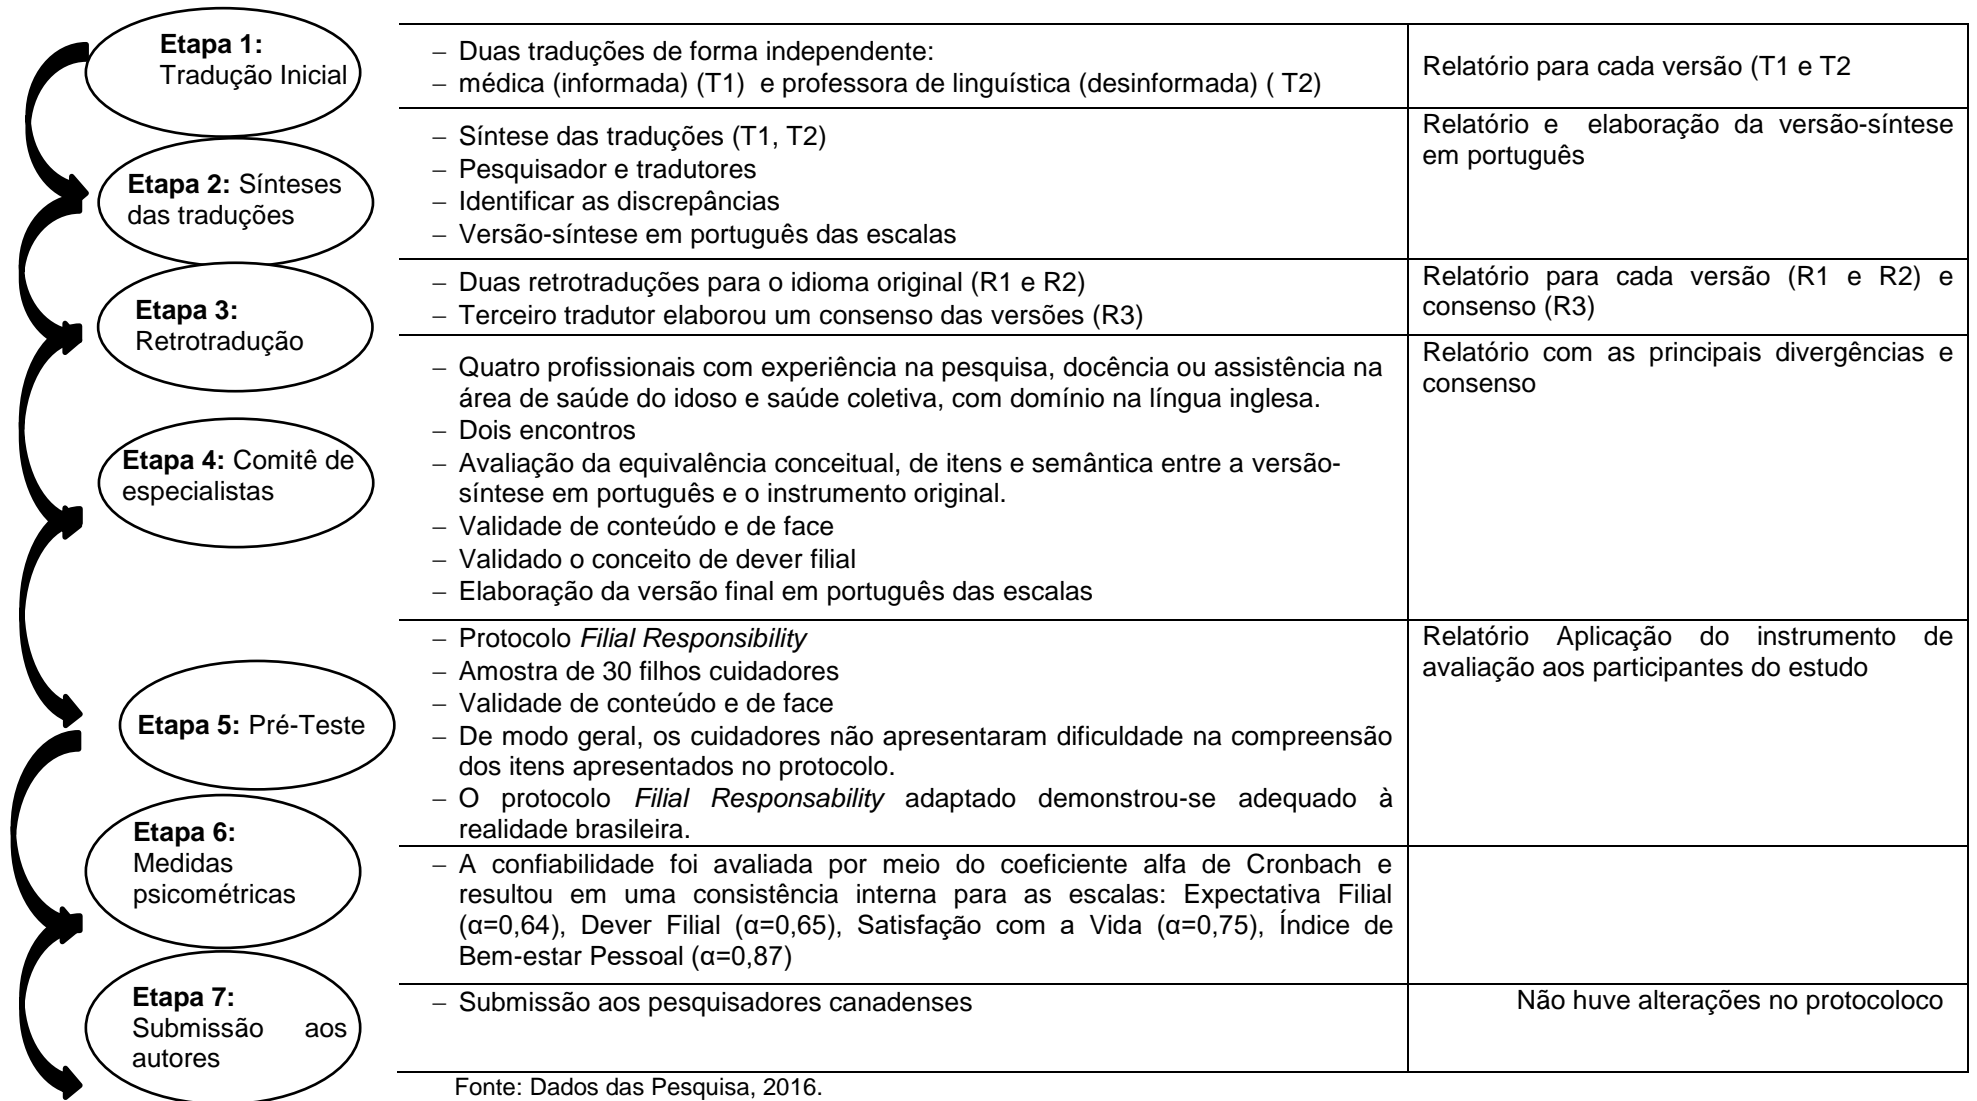 Etapa 1:
Tradução Inicial
– Duas traduções de forma independente:
– médica (informada) (T1) e professora de linguística (desinformada) ( T2)
Relatório para cada versão (T1 e T2
Etapa 2: Sínteses
das traduções
– Síntese das traduções (T1, T2)
– Pesquisador e tradutores
– Identificar as discrepâncias
– Versão-síntese em português das escalas
Relatório e elaboração da versão-síntese
em português
Etapa 3:
Retrotradução
– Duas retrotraduções para o idioma original (R1 e R2)
– Terceiro tradutor elaborou um consenso das versões (R3)
Relatório para cada versão (R1 e R2) e
consenso (R3)
Etapa 4: Comitê de
especialistas
– Quatro profissionais com experiência na pesquisa, docência ou assistência na
área de saúde do idoso e saúde coletiva, com domínio na língua inglesa.
– Dois encontros
– Avaliação da equivalência conceitual, de itens e semântica entre a versão-
síntese em português e o instrumento original.
– Validade de conteúdo e de face
– Validado o conceito de dever filial
– Elaboração da versão final em português das escalas
Relatório com as principais divergências e
consenso
Etapa 5: Pré-Teste
– Protocolo Filial Responsibility
– Amostra de 30 filhos cuidadores
– Validade de conteúdo e de face
– De modo geral, os cuidadores não apresentaram dificuldade na compreensão
dos itens apresentados no protocolo.
– O protocolo Filial Responsability adaptado demonstrou-se adequado à
realidade brasileira.
Relatório Aplicação do instrumento de
avaliação aos participantes do estudo
Etapa 6:
Medidas
psicométricas
– A confiabilidade foi avaliada por meio do coeficiente alfa de Cronbach e
resultou em uma consistência interna para as escalas: Expectativa Filial
(α=0,64), Dever Filial (α=0,65), Satisfação com a Vida (α=0,75), Índice de
Bem-estar Pessoal (α=0,87)
Etapa 7:
Submissão aos
autores
– Submissão aos pesquisadores canadenses
Não huve alterações no protocoloco
Fonte: Dados das Pesquisa, 2016.